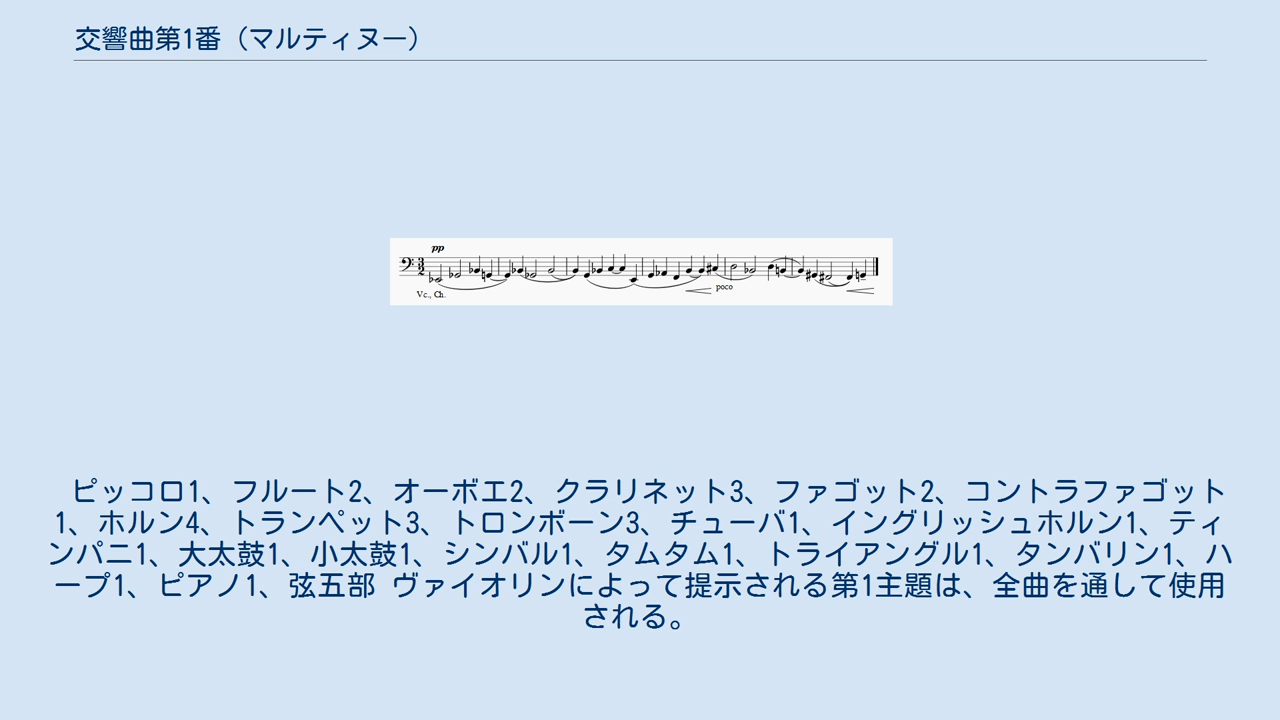 交響曲第1番（マルティヌー）
pp
Vc., Ch.
poco
ピッコロ1、フルート2、オーボエ2、クラリネット3、ファゴット2、コントラファゴット
1、ホルン4、トランペット3、トロンボーン3、チューバ1、イングリッシュホルン1、ティ
ンパニ1、大太鼓1、小太鼓1、シンバル1、タムタム1、トライアングル1、タンバリン1、ハ
ープ1、ピアノ1、弦五部 ヴァイオリンによって提示される第1主題は、全曲を通して使用
される。